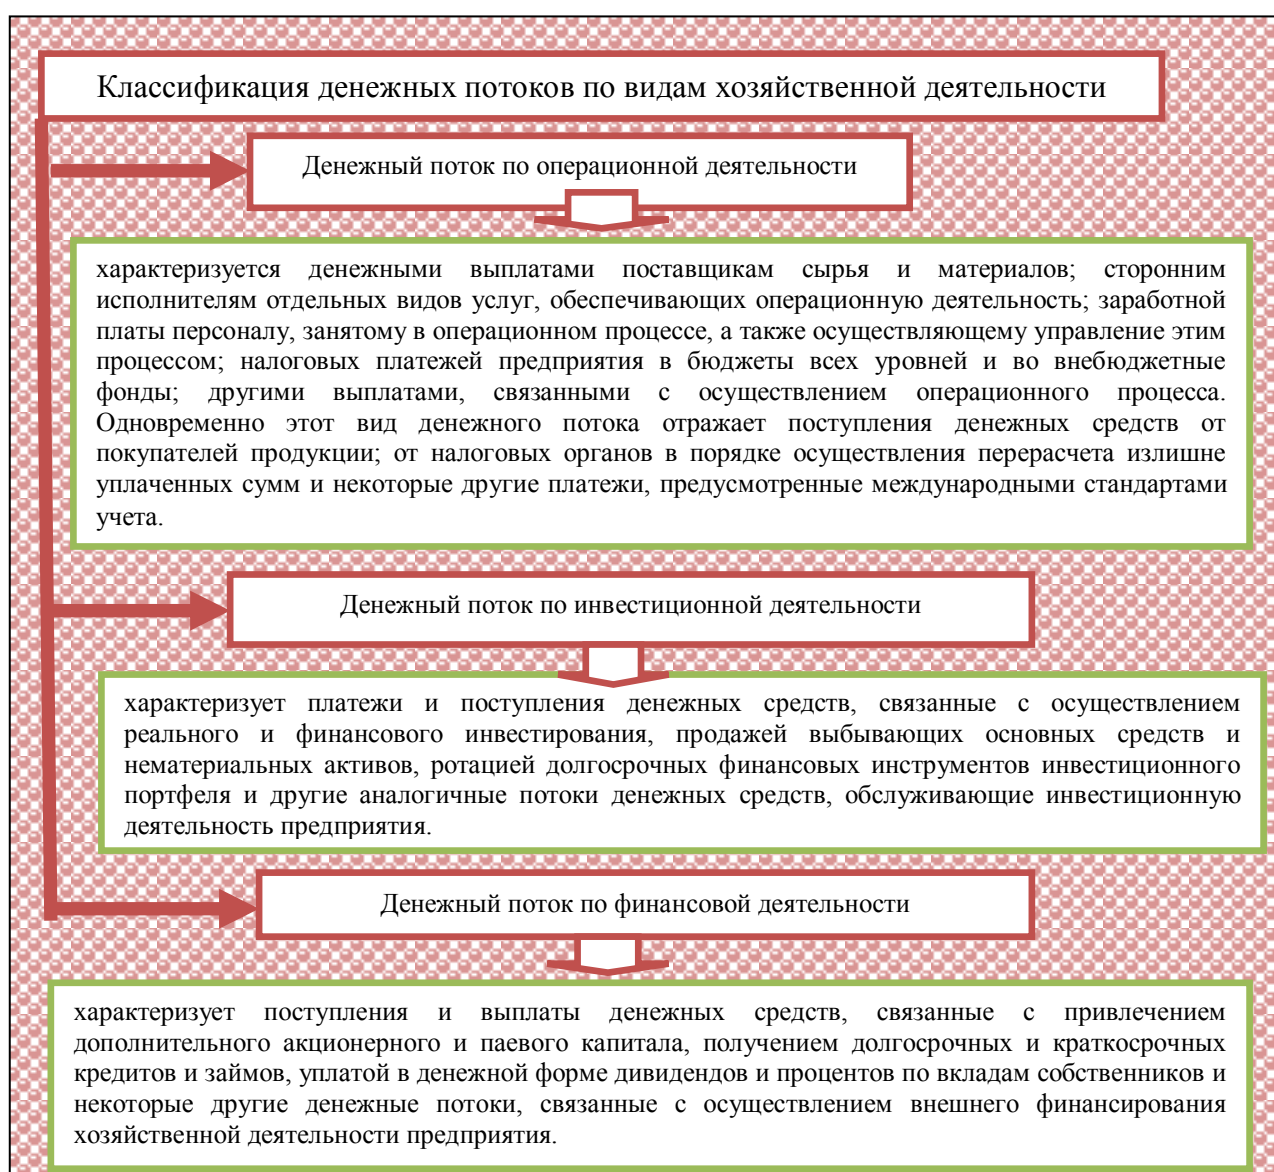 Классификация денежных потоков по видам хозяйственной деятельности
Денежный поток по операционной деятельности
характеризуется денежными выплатами поставщикам сырья и материалов; сторонним
исполнителям отдельных видов услуг, обеспечивающих операционную деятельность; заработной
платы персоналу, занятому в операционном процессе, а также осуществляющему управление этим
процессом; налоговых платежей предприятия в бюджеты всех уровней и во внебюджетные
фонды; другими выплатами, связанными с осуществлением операционного процесса.
Одновременно этот вид денежного потока отражает поступления денежных средств от
покупателей продукции; от налоговых органов в порядке осуществления перерасчета излишне
уплаченных сумм и некоторые другие платежи, предусмотренные международными стандартами
учета.
Денежный поток по инвестиционной деятельности
характеризует платежи и поступления денежных средств, связанные с осуществлением
реального и финансового инвестирования, продажей выбывающих основных средств и
нематериальных активов, ротацией долгосрочных финансовых инструментов инвестиционного
портфеля и другие аналогичные потоки денежных средств, обслуживающие инвестиционную
деятельность предприятия.
Денежный поток по финансовой деятельности
характеризует поступления и выплаты денежных средств, связанные с привлечением
дополнительного акционерного и паевого капитала, получением долгосрочных и краткосрочных
кредитов и займов, уплатой в денежной форме дивидендов и процентов по вкладам собственников и
некоторые другие денежные потоки, связанные с осуществлением внешнего финансирования
хозяйственной деятельности предприятия.